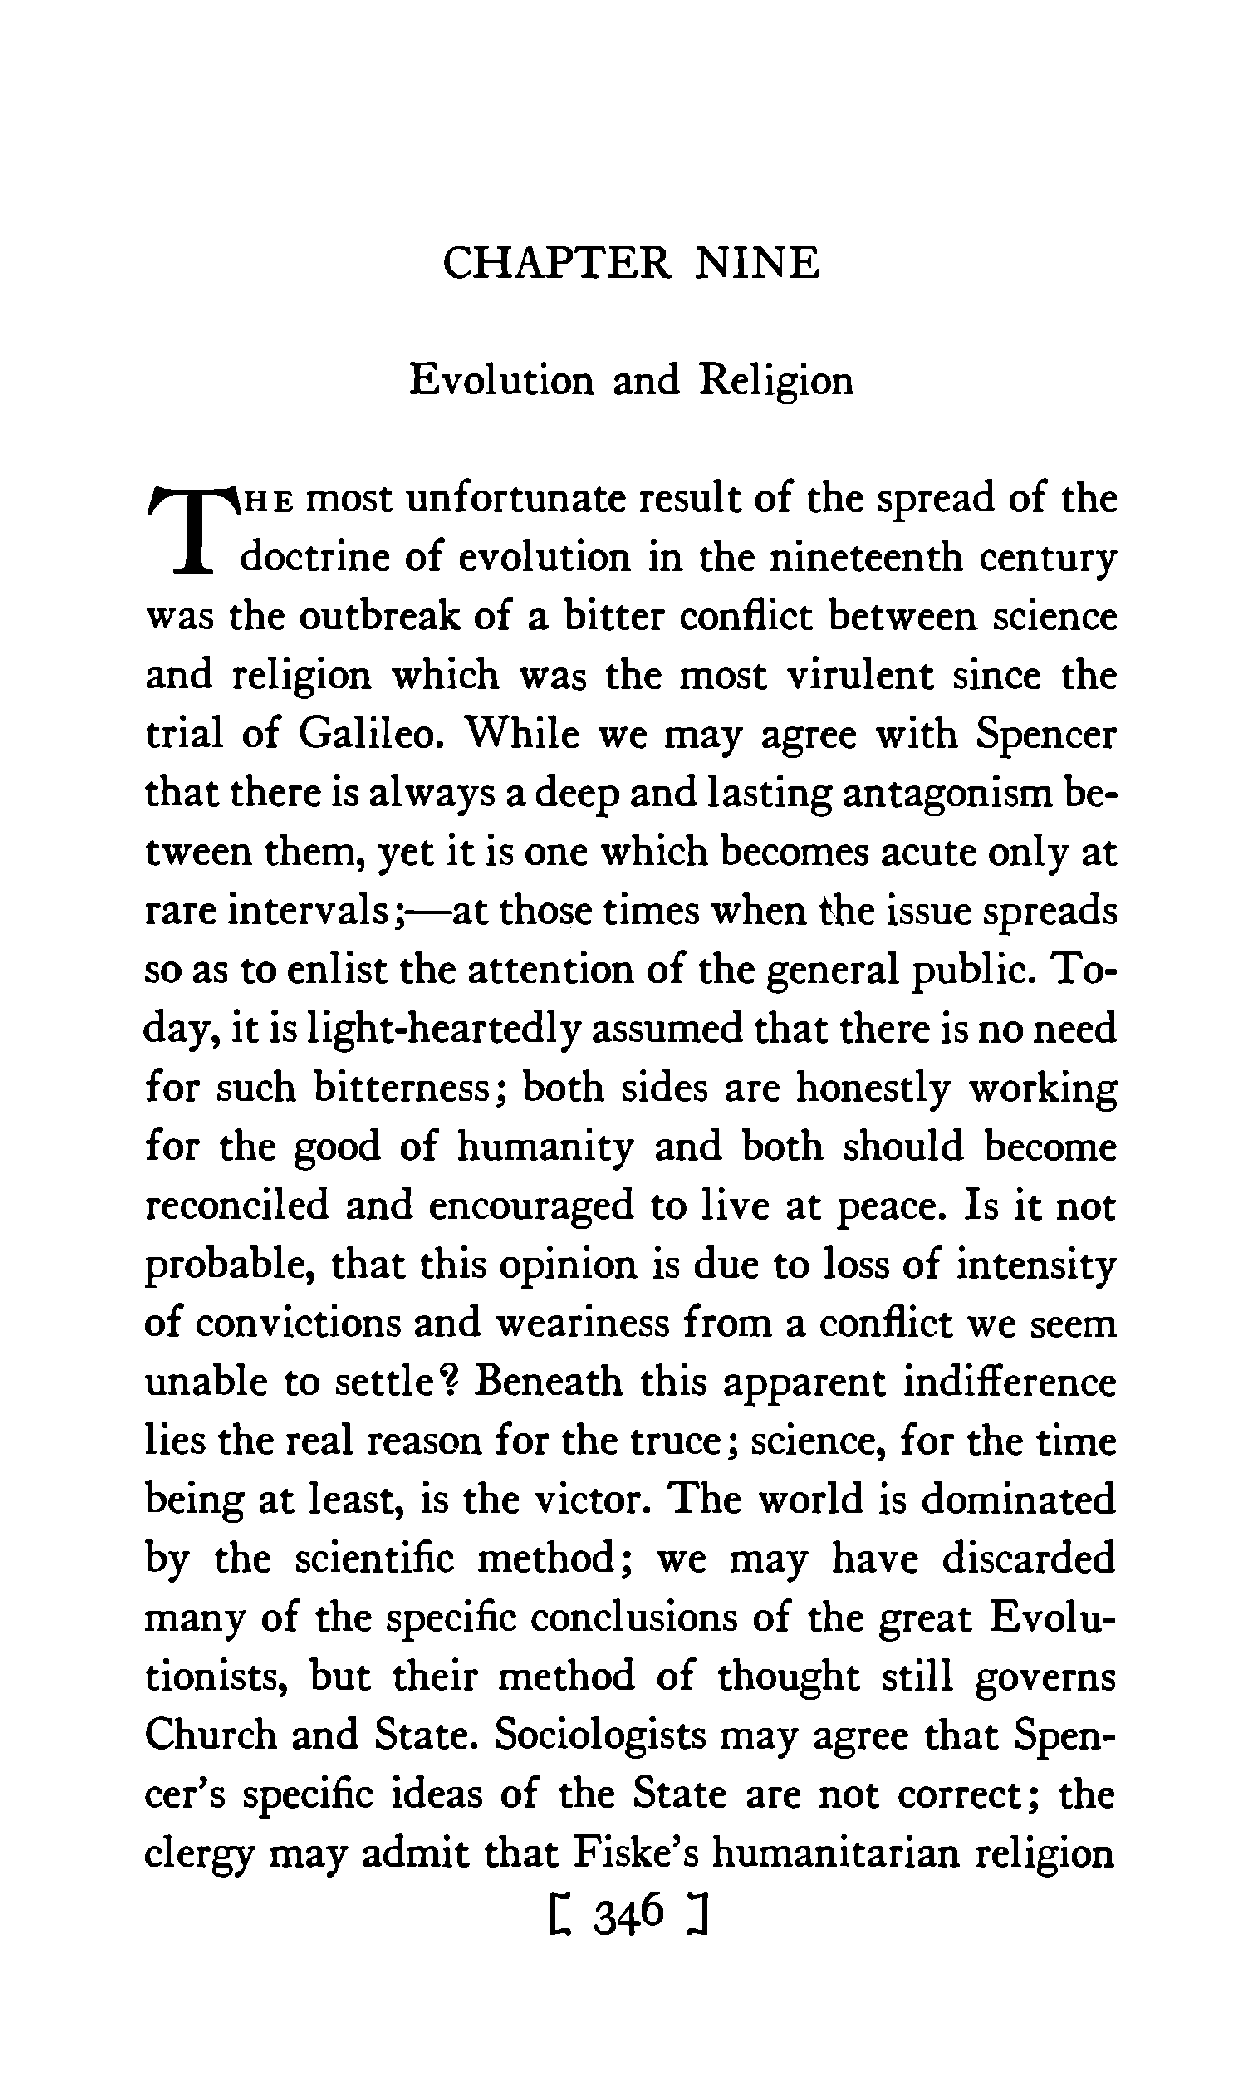 CHAPTER NINE
Evolution and Religion
THE most unfortunate result of the spread of the
doctrine of evolution in the nineteenth century
was the outbreak of a bitter conflict between science
and religion which was the most virulent since the
trial of Galileo. While we may agree with Spencer
that there is always a deep and lasting antagonism be-
tween them, yet it is one which becomes acute only at
rare intervals;—at those times when the issue spreads
so as to enlist the attention of the general public. To-
day, it is light-heartedly assumed that there is no need
for such bitterness; both sides are honestly working
for the good of humanity and both should become
reconciled and encouraged to live at peace. Is it not
probable, that this opinion is due to loss of intensity
of convictions and weariness from a conflict we seem
unable to settle? Beneath this apparent indifference
lies the real reason for the truce; science, for the time
being at least, is the victor. The world is dominated
by the scientific method; we may have discarded
many of the specific conclusions of the great Evolu-
tionists, but their method of thought still governs
Church and State. Sociologists may agree that Spen-
cer's specific ideas of the State are not correct; the
clergy may admit that Fiske's humanitarian religion
[ 346 ]